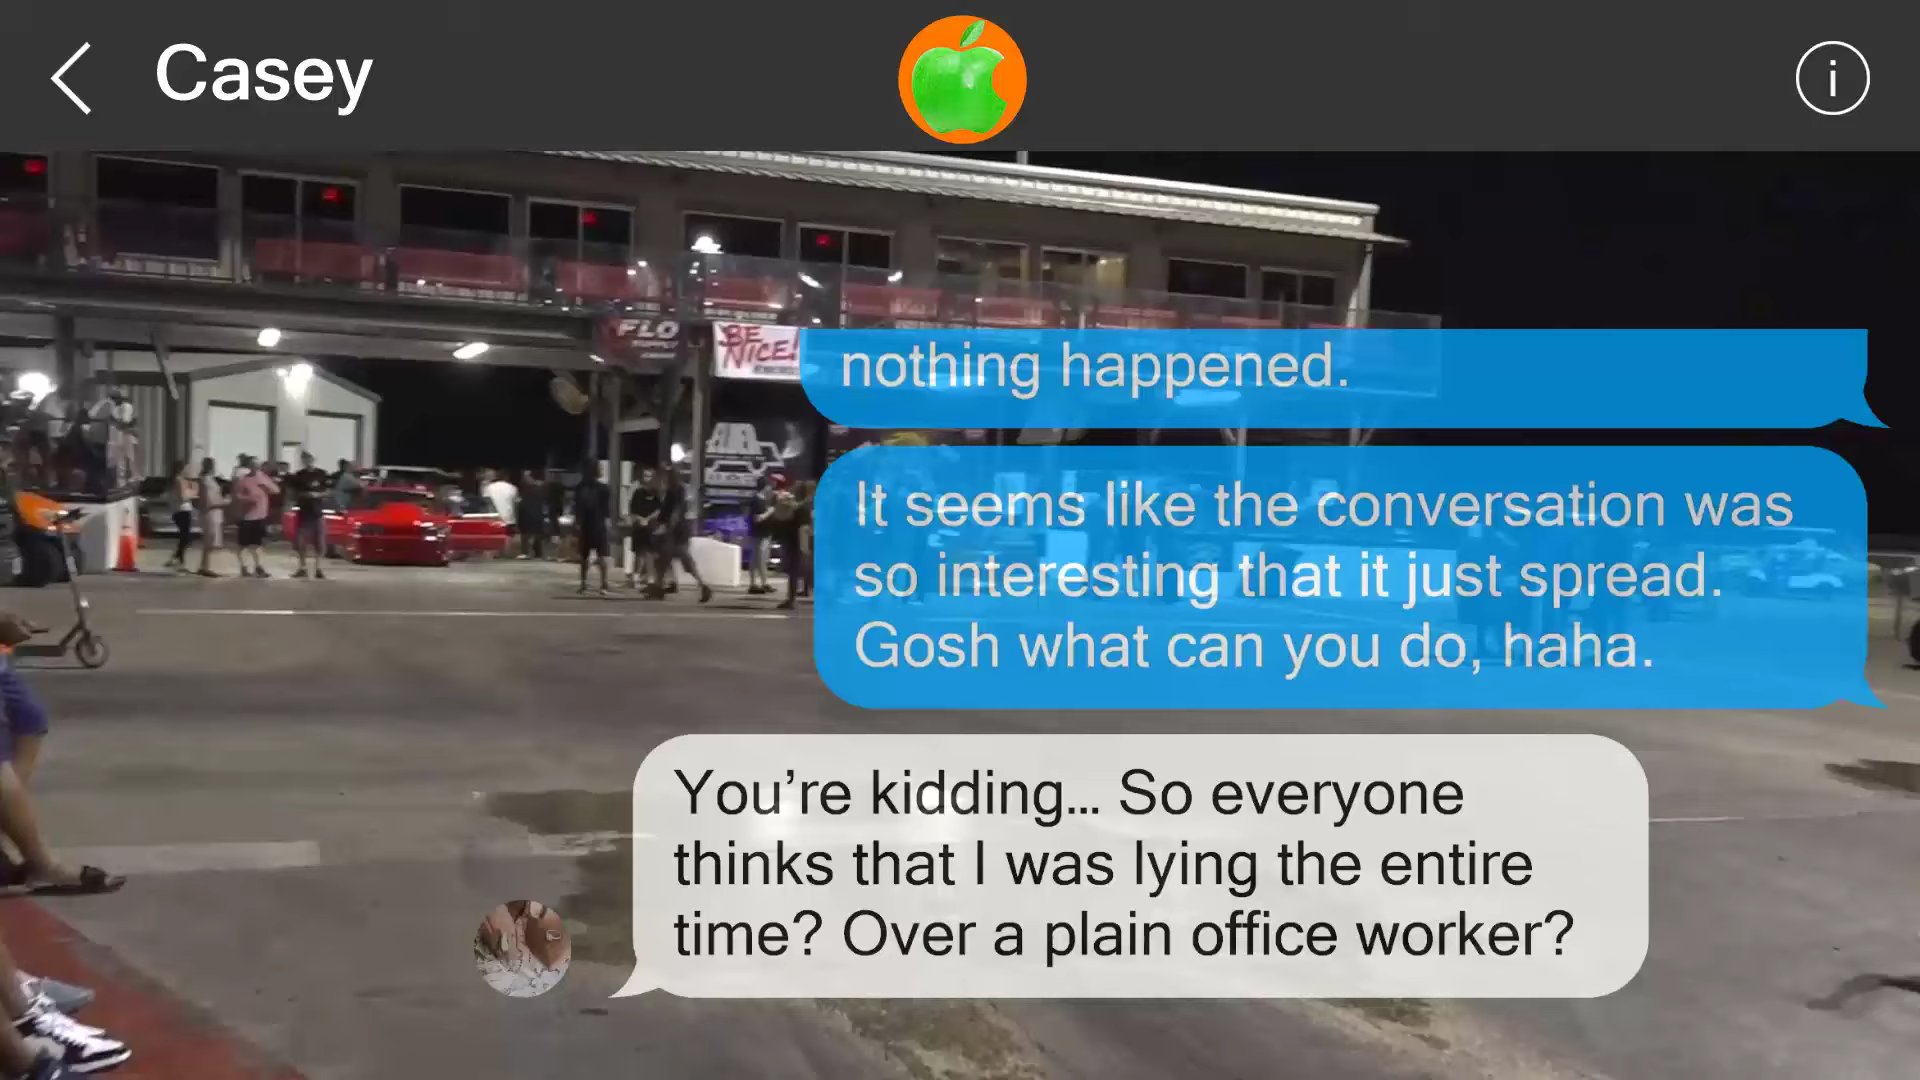 Casey
i
FLO
SUPPLY
BE
NICE!
nothing happened.
It seems like the conversation was
so interesting that it just spread.
Gosh what can you do, haha.
You’re kidding... So everyone
thinks that I was lying the entire
time? Over a plain office worker?